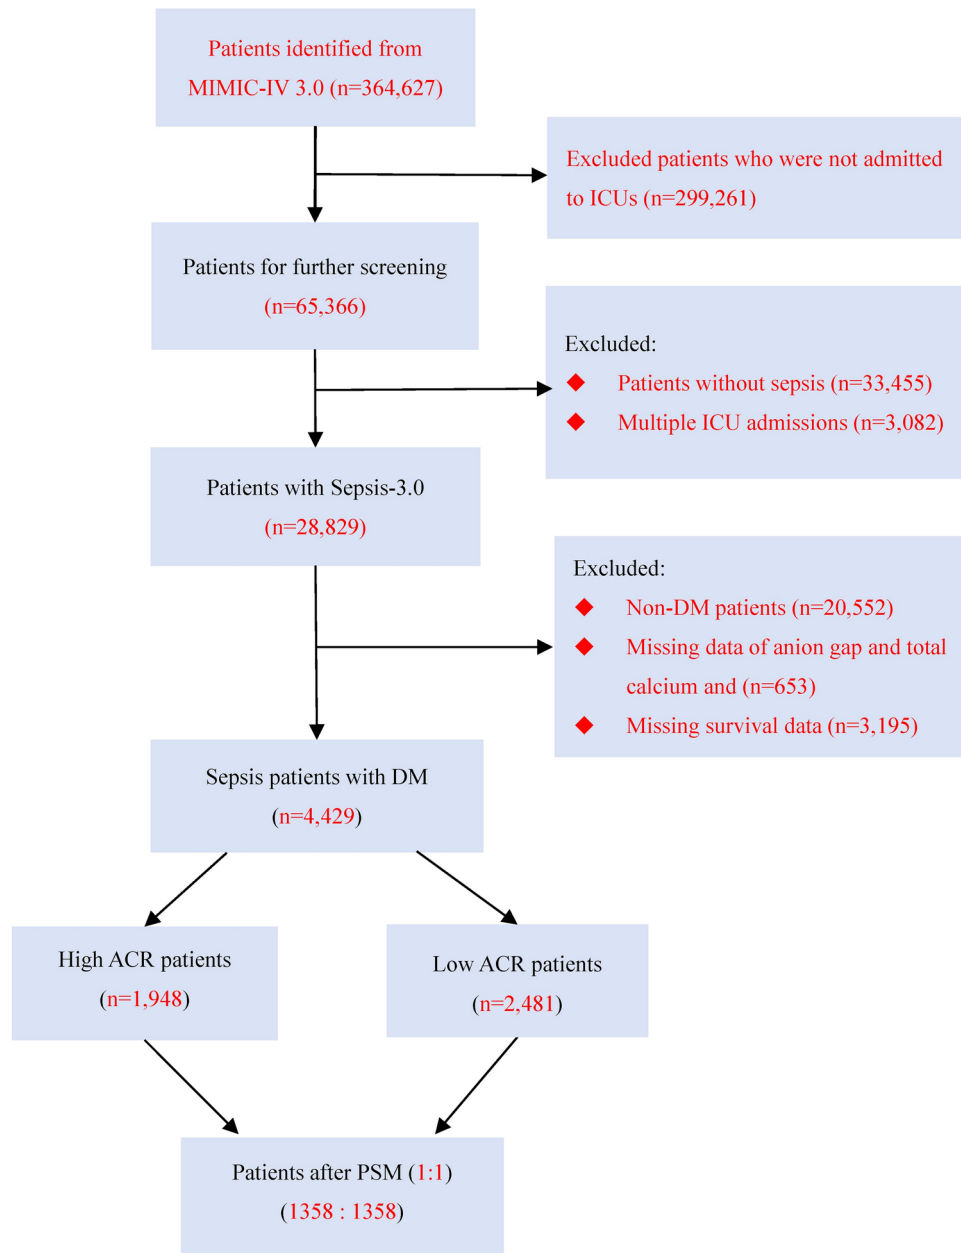 Patients identified from
MIMIC-IV 3.0 (n=364,627)
Excluded patients who were not admitted
to ICUs (n=299,261)
Patients for further screening
(n=65,366)
Excluded:
◆ Patients without sepsis (n=33,455)
◆ Multiple ICU admissions (n=3,082)
Patients with Sepsis-3.0
(n=28,829)
Excluded:
◆ Non-DM patients (n=20,552)
◆ Missing data of anion gap and total
calcium and (n=653)
◆ Missing survival data (n=3,195)
Sepsis patients with DM
(n=4,429)
High ACR patients
(n=1,948)
Low ACR patients
(n=2,481)
Patients after PSM (1:1)
(1358 : 1358)